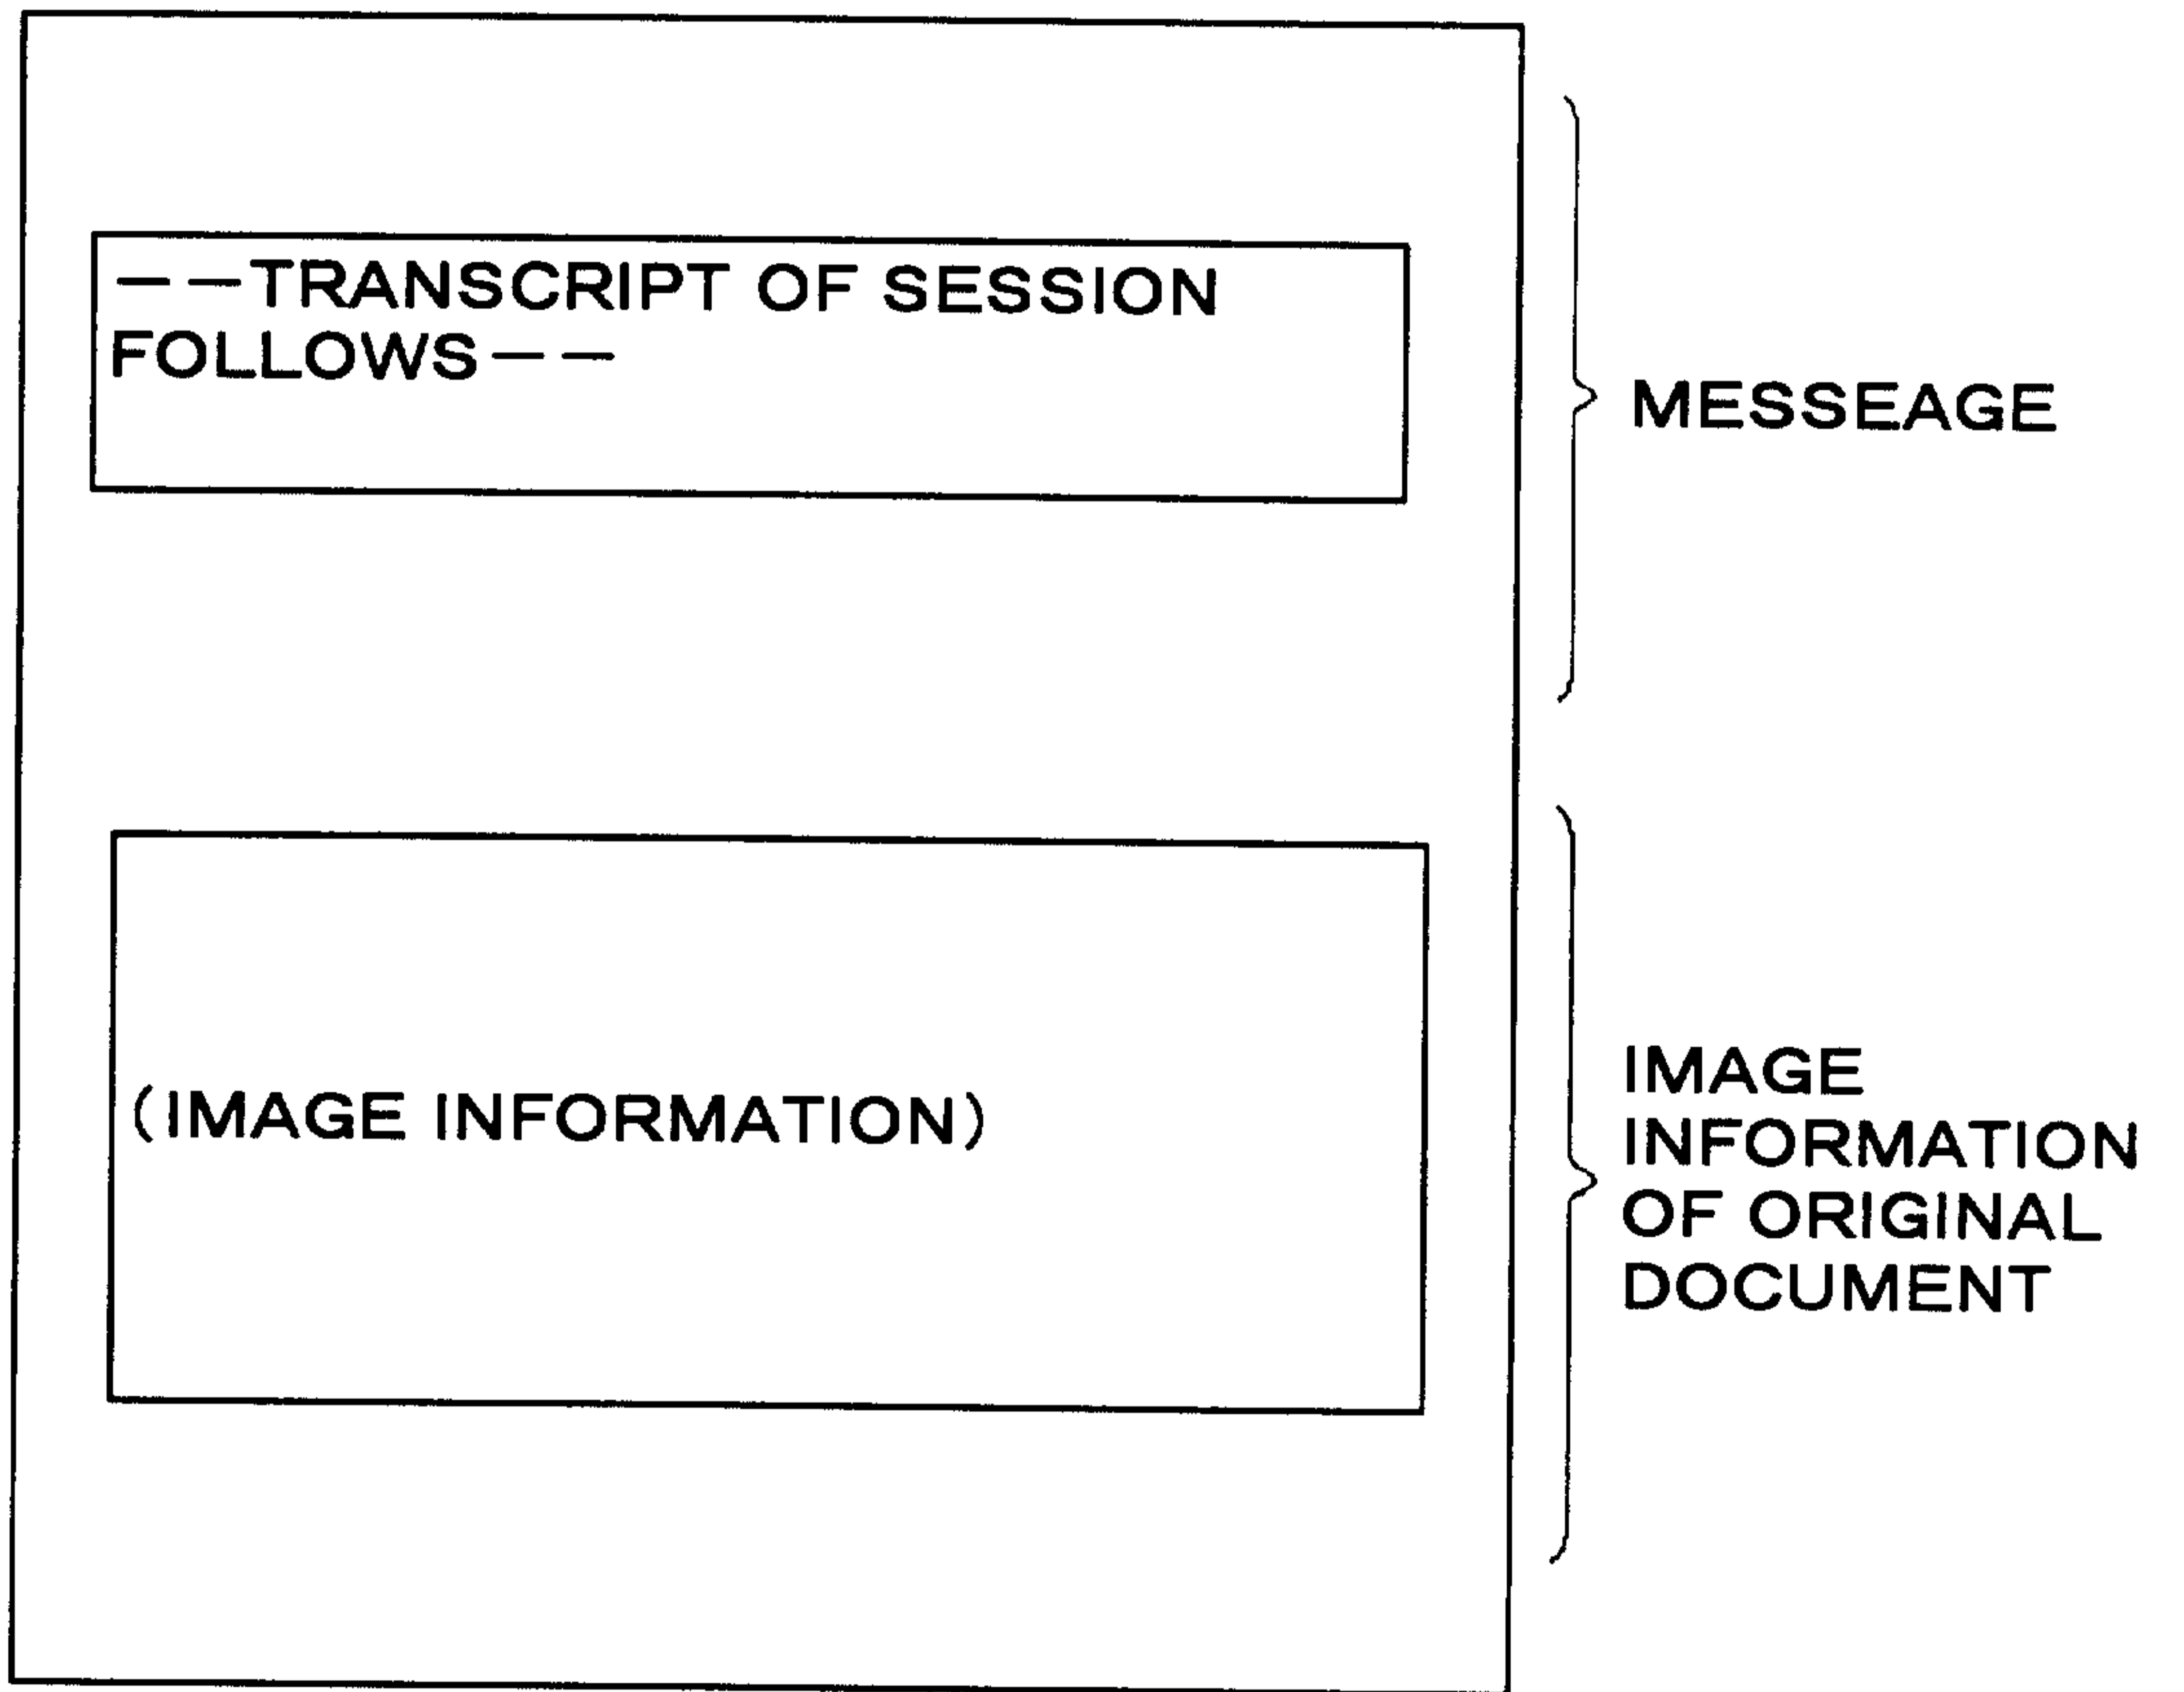 ——TRANSCRIPT OF SESSION
FOLLOWS——
MESSEAGE
(IMAGE INFORMATION)
IMAGE
INFORMATION
OF ORIGINAL
DOCUMENT